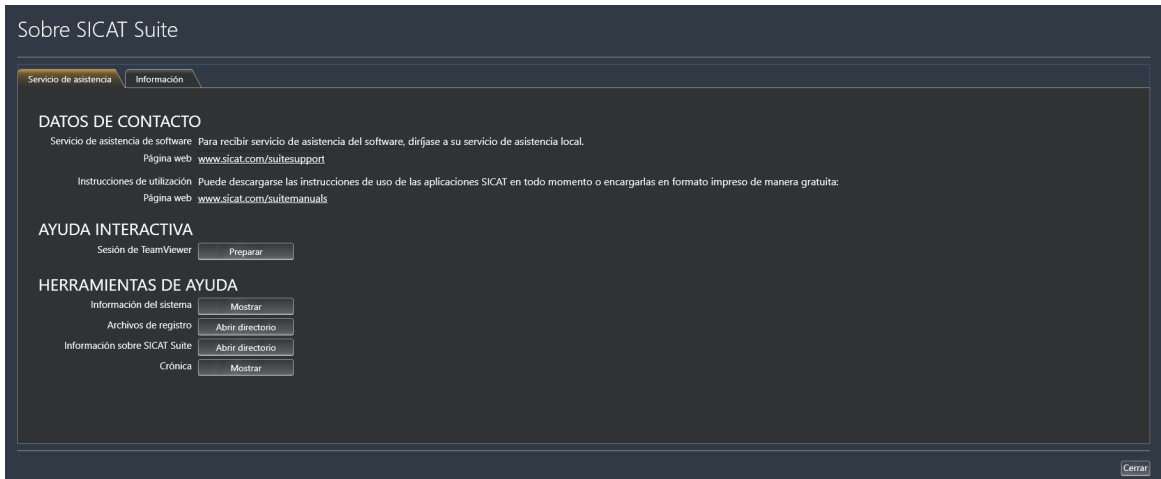 Sobre SICAT Suite
Servicio de asistencia Información
DATOS DE CONTACTO
Servicio de asistencia de software Para recibir servicio de asistencia del software, diríjase a su servicio de asistencia local.
Página web www.sicat.com/suitesupport
Instrucciones de utilización Puede descargarse las instrucciones de uso de las aplicaciones SICAT en todo momento o encargarlas en formato impreso de manera gratuita:
Página web www.sicat.com/suitemanuals
AYUDA INTERACTIVA
Sesión de TeamViewer Preparar
HERRAMIENTAS DE AYUDA
Información del sistema Mostrar
Archivos de registro Abrir directorio
Información sobre SICAT Suite Abrir directorio
Crónica Mostrar
Cerrar